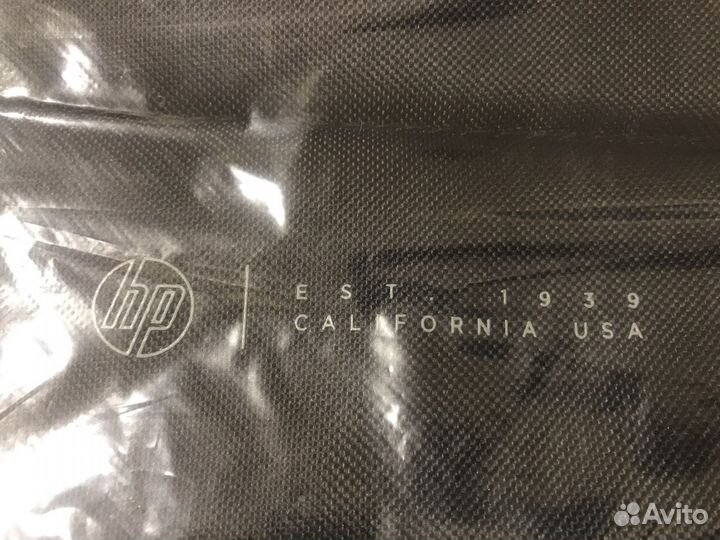 hp
EST. 1939
CALIFORNIA USA
Avito